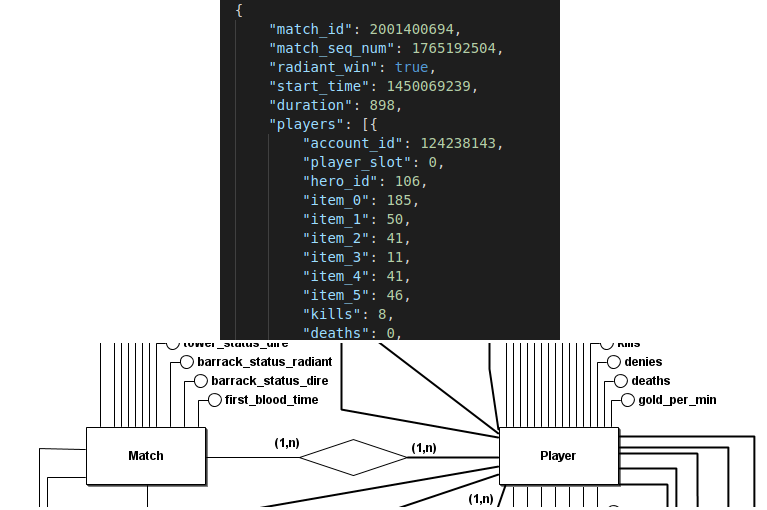 {
"match_id": 2001400694,
"match_seq_num": 1765192504,
"radiant_win": true,
"start_time": 1450069239,
"duration": 898,
"players": [{
"account_id": 124238143,
"player_slot": 0,
"hero_id": 106,
"item_0": 185,
"item_1": 50,
"item_2": 41,
"item_3": 11,
"item_4": 41,
"item_5": 46,
"kills": 8,
"deaths": 0,
tower_status_dire
kills
barrack_status_radiant
denies
barrack_status_dire
deaths
first_blood_time
gold_per_min
(1,n)
(1,n)
Match
Player
(1,n)